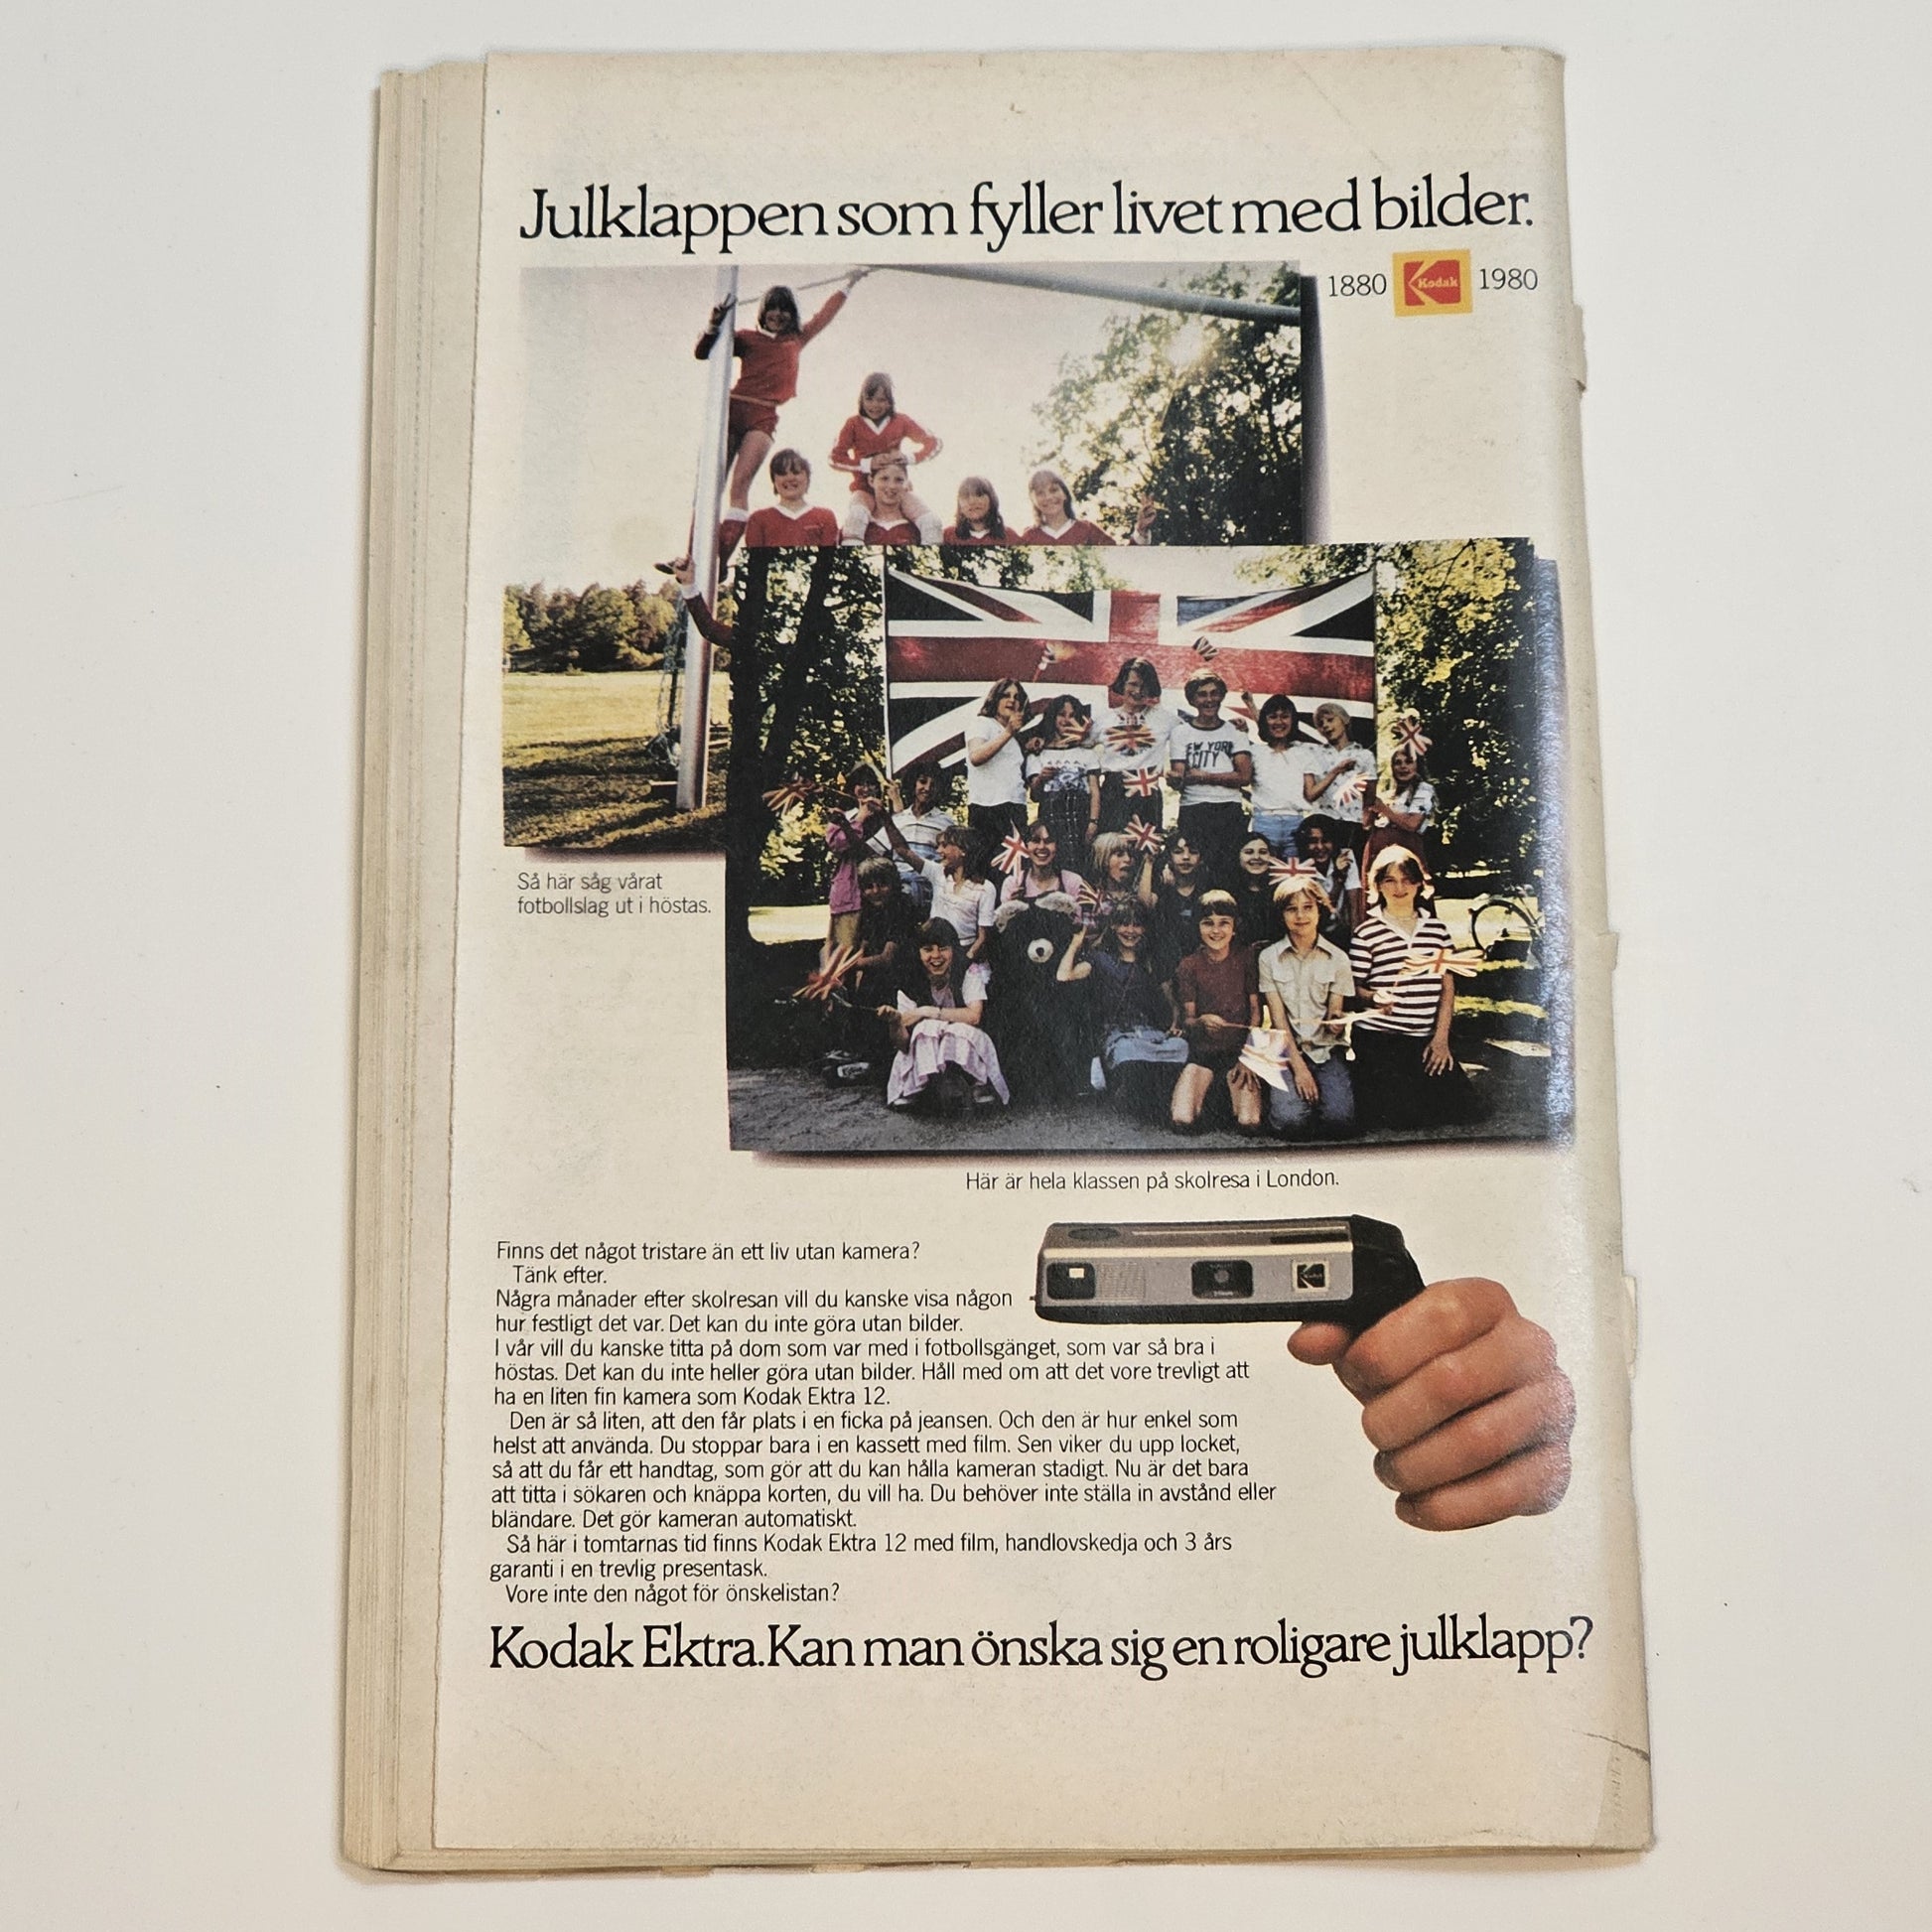 Julklappen som fyller livet med bilder.
1880 Kodak 1980
NEW YORK
CITY
Så här såg vårat
fotbollslag ut i höstas.
Här är hela klassen på skolresa i London.
Finns det något tristare än ett liv utan kamera?
Tänk efter.
Några månader efter skolresan vill du kanske visa någon
hur festligt det var. Det kan du inte göra utan bilder.
I vår vill du kanske titta på dom som var med i fotbollsgänget, som var så bra i
höstas. Det kan du inte heller göra utan bilder. Håll med om att det vore trevligt att
ha en liten fin kamera som Kodak Ektra 12.
Den är så liten, att den får plats i en ficka på jeansen. Och den är hur enkel som
helst att använda. Du stoppar bara i en kassett med film. Sen viker du upp locket,
så att du får ett handtag, som gör att du kan hålla kameran stadigt. Nu är det bara
att titta i sökaren och knäppa korten, du vill ha. Du behöver inte ställa in avstånd eller
bländare. Det gör kameran automatiskt.
Så här i tomtarnas tid finns Kodak Ektra 12 med film, handlovskedja och 3 års
garanti i en trevlig presentask.
Vore inte den något för önskelistan?
Kodak Ektra. Kan man önska sig en roligare julklapp?